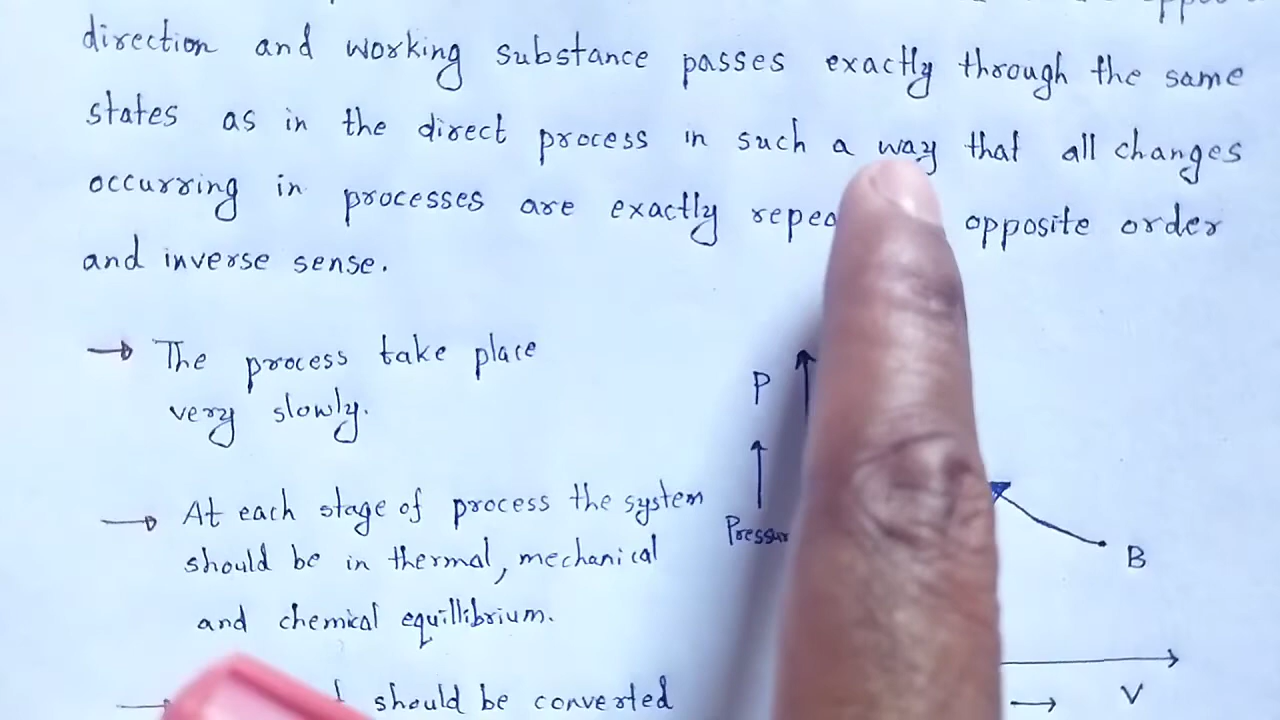 direction and working substance passes exactly through the same
states as in the direct process in such a way that all changes
occurring in processes are exactly opposite order
and inverse sense.
→ The process take place
very slowly.
→ At each stage of process the system
should be in thermal, mechanical
and chemical equillibrium.
should be converted
P
B
V